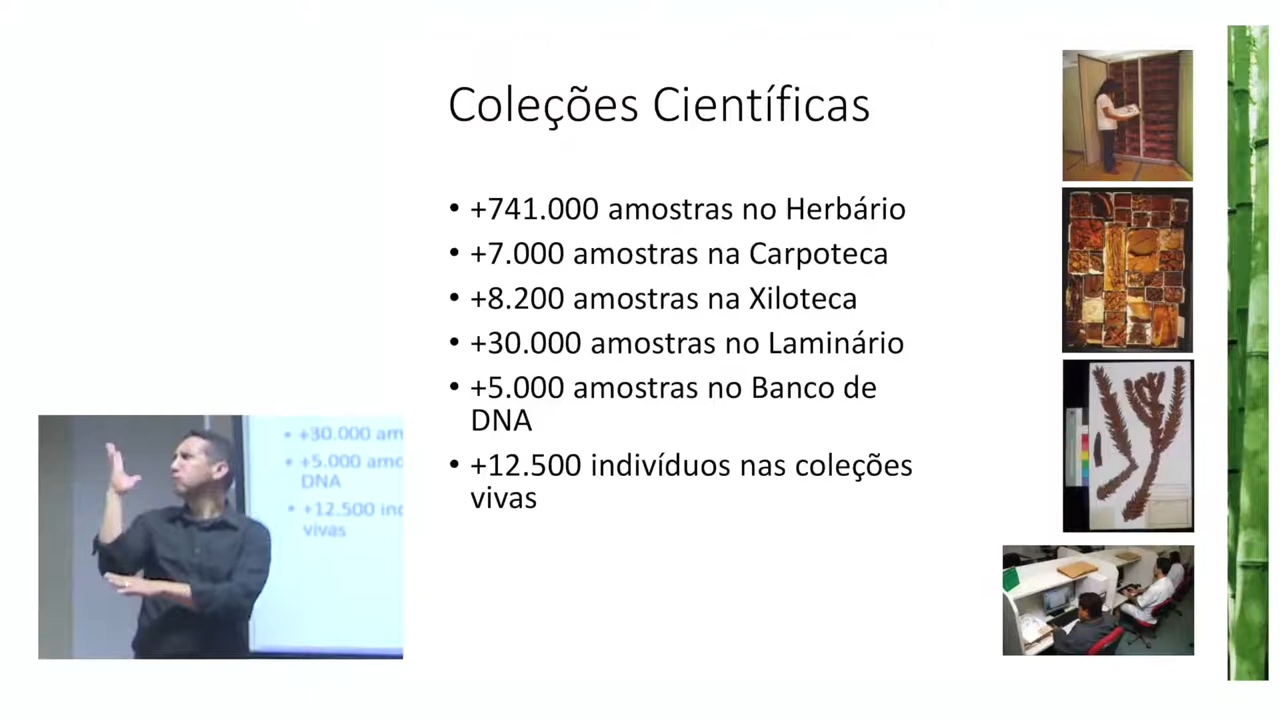 Coleções Científicas
• +741.000 amostras no Herbário
• +7.000 amostras na Carpoteca
• +8.200 amostras na Xiloteca
• +30.000 amostras no Laminário
• +5.000 amostras no Banco de
DNA
• +12.500 indivíduos nas coleções
vivas
• +30.000 am
• +5.000 amo
DNA
• +12.500 ind
vivas